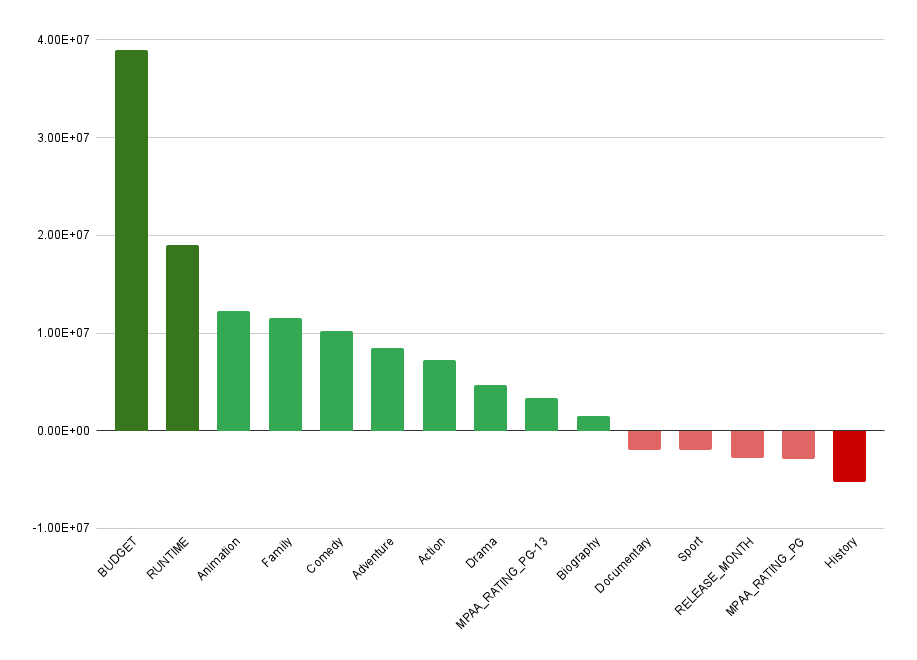 4.00E+07
3.00E+07
2.00E+07
1.00E+07
0.00E+00
-1.00E+07
BUDGET
RUNTIME
Animation
Family
Comedy
Adventure
Action
Drama
MPAA_RATING_PG-13
Biography
Documentary
Sport
RELEASE_MONTH
MPAA_RATING_PG
History